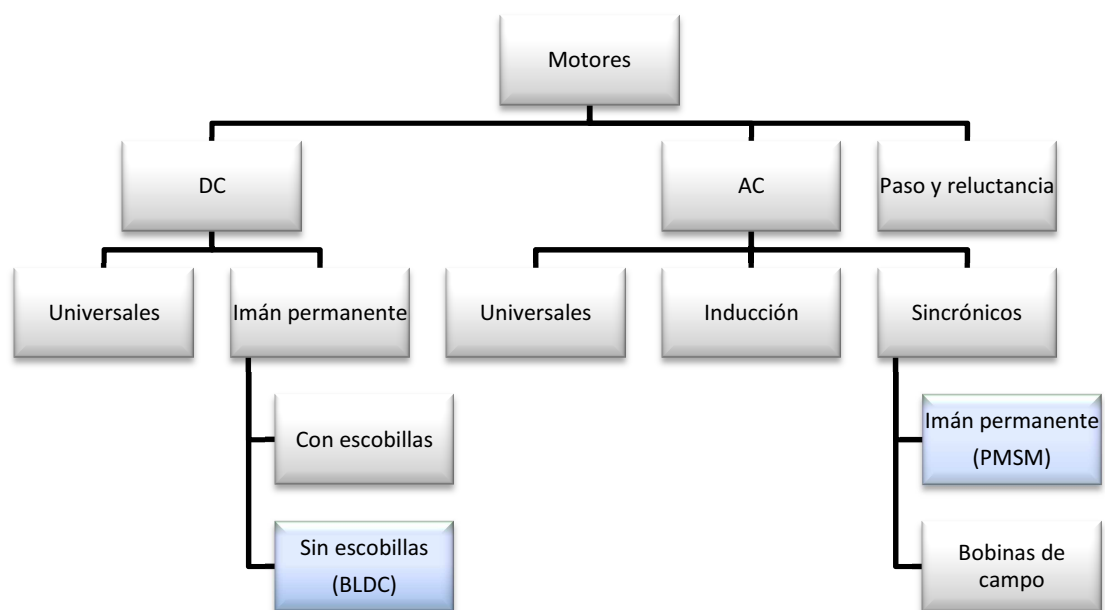 Motores
DC
AC
Paso y reluctancia
Universales
Imán permanente
Universales
Inducción
Sincrónicos
Con escobillas
Imán permanente
(PMSM)
Sin escobillas
(BLDC)
Bobinas de
campo